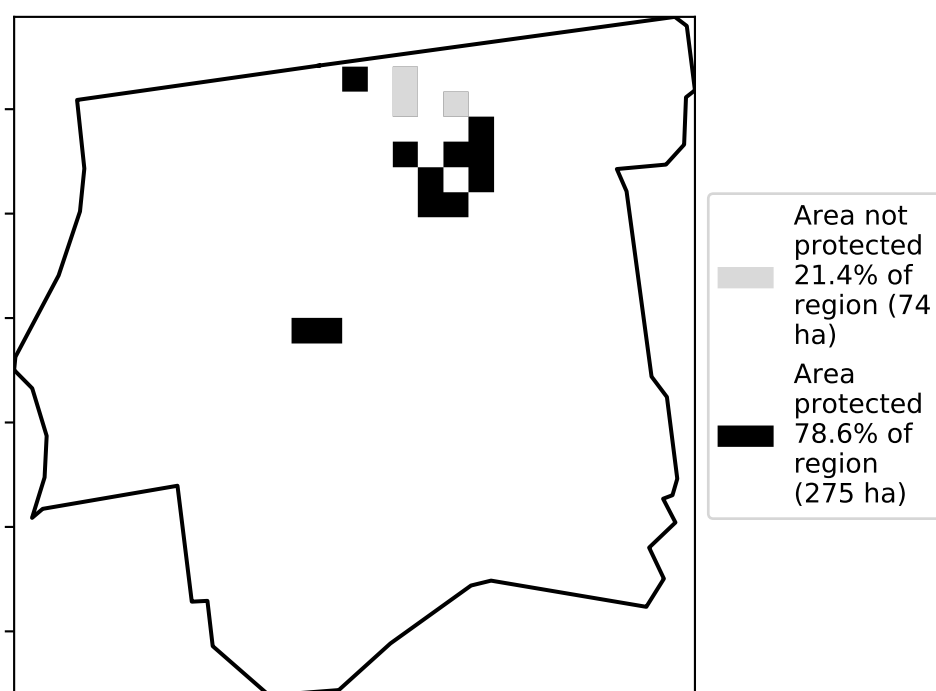 Area not
protected
21.4% of
region (74
ha)
Area
protected
78.6% of
region
(275 ha)